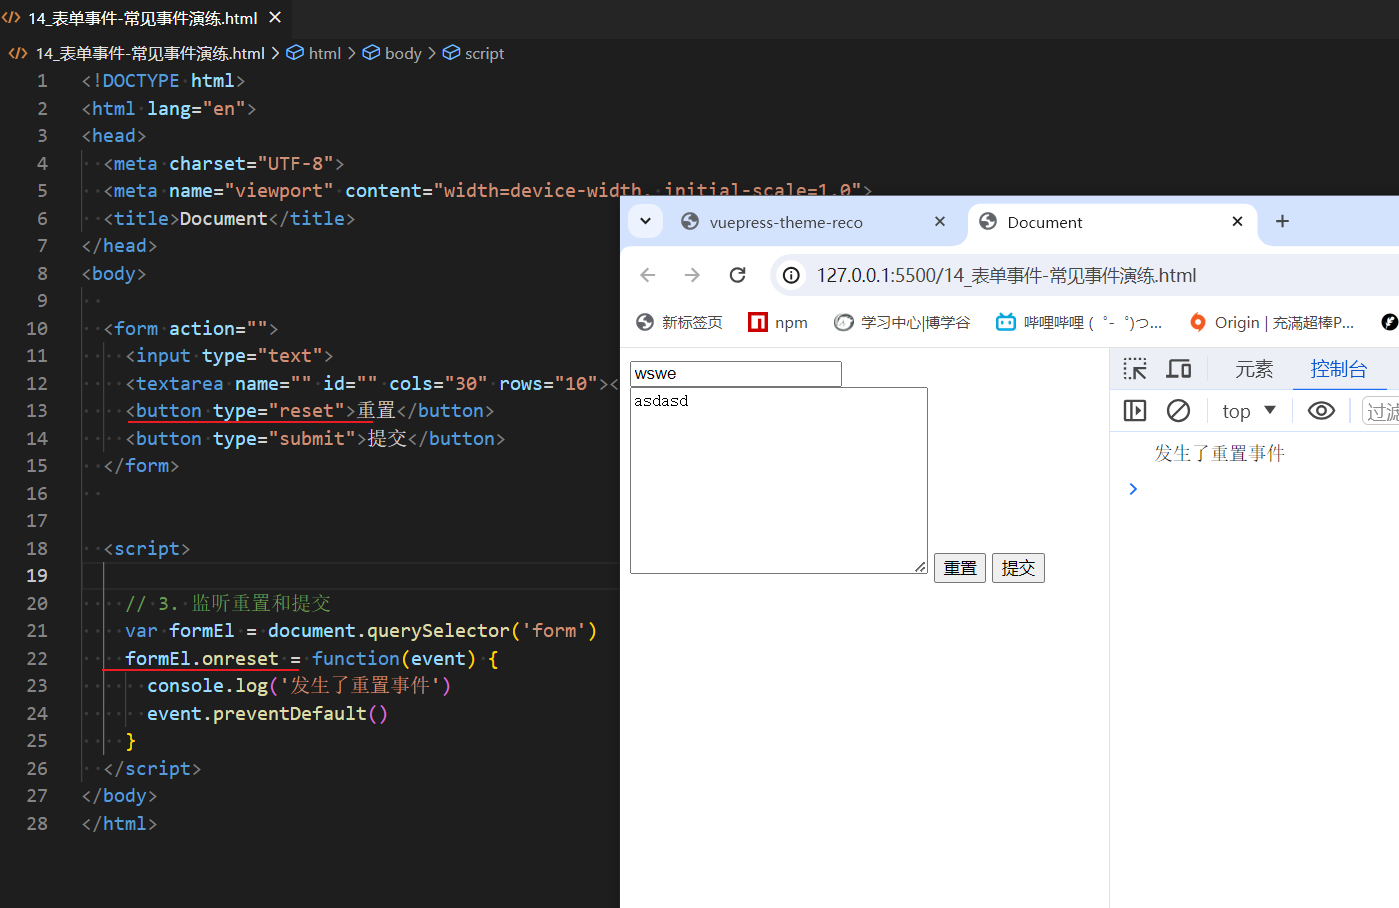 14_表单事件-常见事件演练.html
14_表单事件-常见事件演练.html > html > body > script
1 <!DOCTYPE html>
2 <html lang="en">
3 <head>
4 <meta charset="UTF-8">
5 <meta name="viewport" content="width=device-width, initial-scale=1.0">
6 <title>Document</title>
7 </head>
8 <body>
9
10 <form action="">
11 <input type="text">
12 <textarea name="" id="" cols="30" rows="10"><
13 <button type="reset">重置</button>
14 <button type="submit">提交</button>
15 </form>
16
17
18 <script>
19
20 // 3. 监听重置和提交
21 var formEl = document.querySelector('form')
22 formEl.onreset = function(event) {
23 console.log('发生了重置事件')
24 event.preventDefault()
25 }
26 </script>
27 </body>
28 </html>
vuepress-theme-reco
Document
127.0.0.1:5500/14_表单事件-常见事件演练.html
新标签页 npm 学习中心|博学谷 哔哩哔哩 (゜-゜)つ... Origin | 充满超棒P...
wswe
asdasd
重置 提交
元素 控制台
top 过滤
发生了重置事件